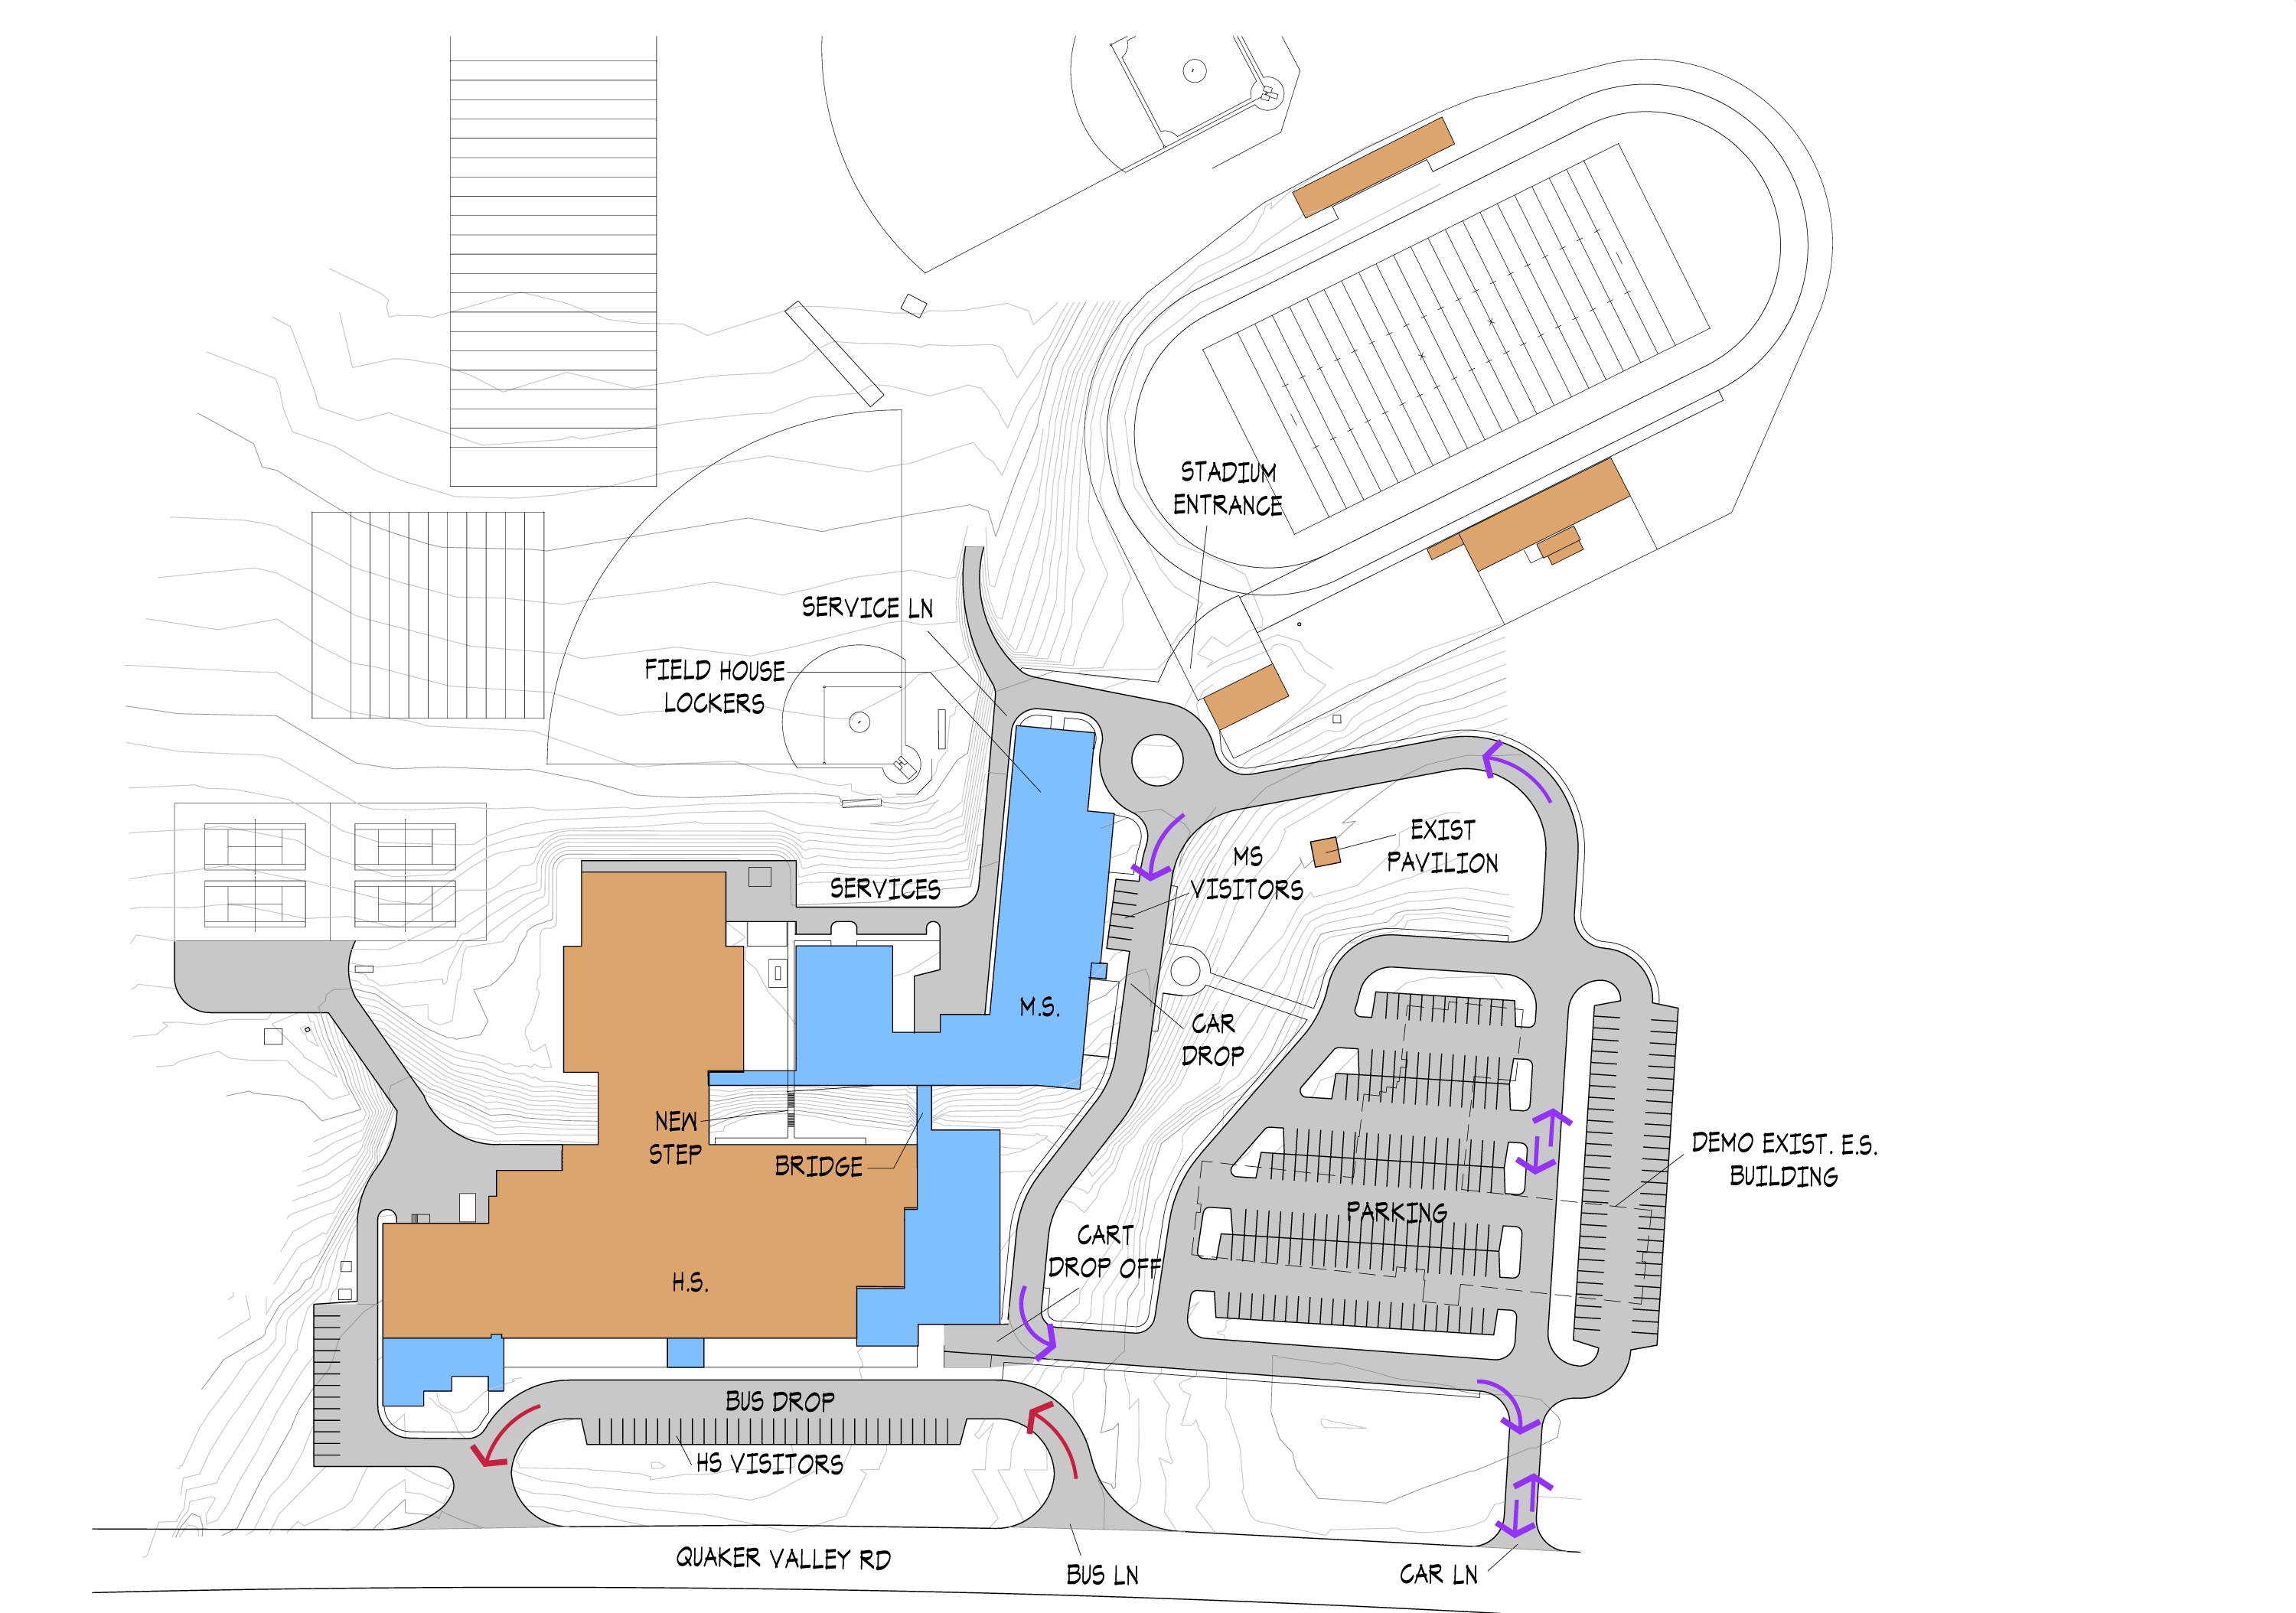 STADIUM
ENTRANCE
SERVICE LN
FIELD HOUSE
LOCKERS
EXIST
PAVILION
MS
VISITORS
SERVICES
M.S.
CAR
DROP
NEW
STEP
BRIDGE
DEMO EXIST. E.S.
BUILDING
PARKING
CART
DROP OFF
H.S.
BUS DROP
HS VISITORS
QUAKER VALLEY RD
BUS LN
CAR LN